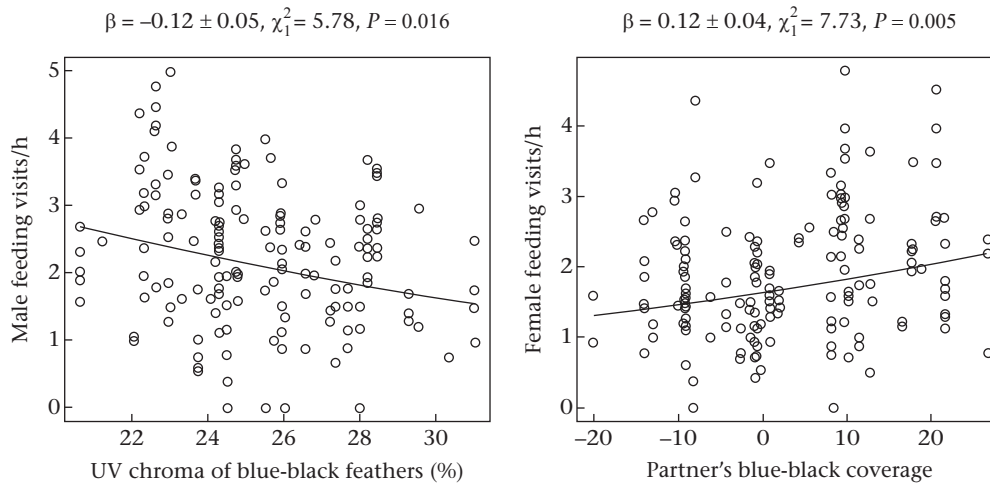 β = –0.12 ± 0.05, χ₁² = 5.78, P = 0.016
5
4
3
2
1
0
Male feeding visits/h
22 24 26 28 30
UV chroma of blue-black feathers (%)
β = 0.12 ± 0.04, χ₁² = 7.73, P = 0.005
4
3
2
1
0
Female feeding visits/h
–20 –10 0 10 20
Partner’s blue-black coverage